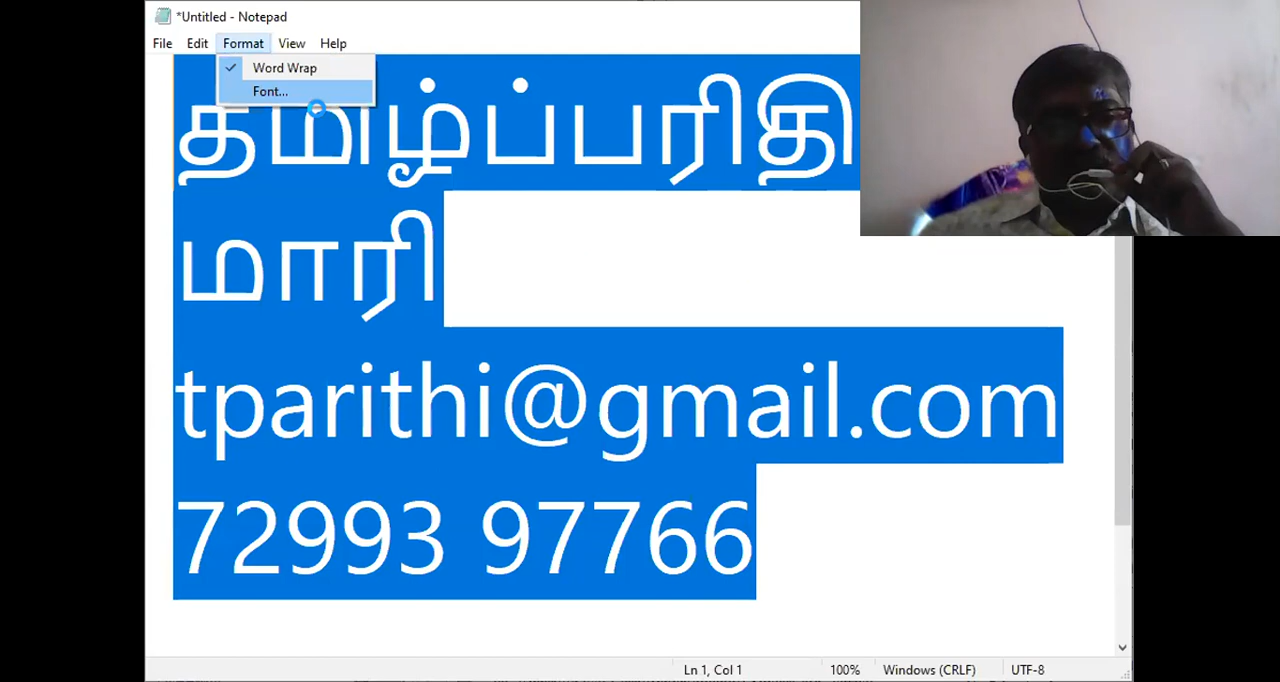 *Untitled - Notepad
File Edit Format View Help
Word Wrap
Font...
தமிழ்ப்பரிதி
மாரி
tparithi@gmail.com
72993 97766
Ln 1, Col 1 100% Windows (CRLF) UTF-8